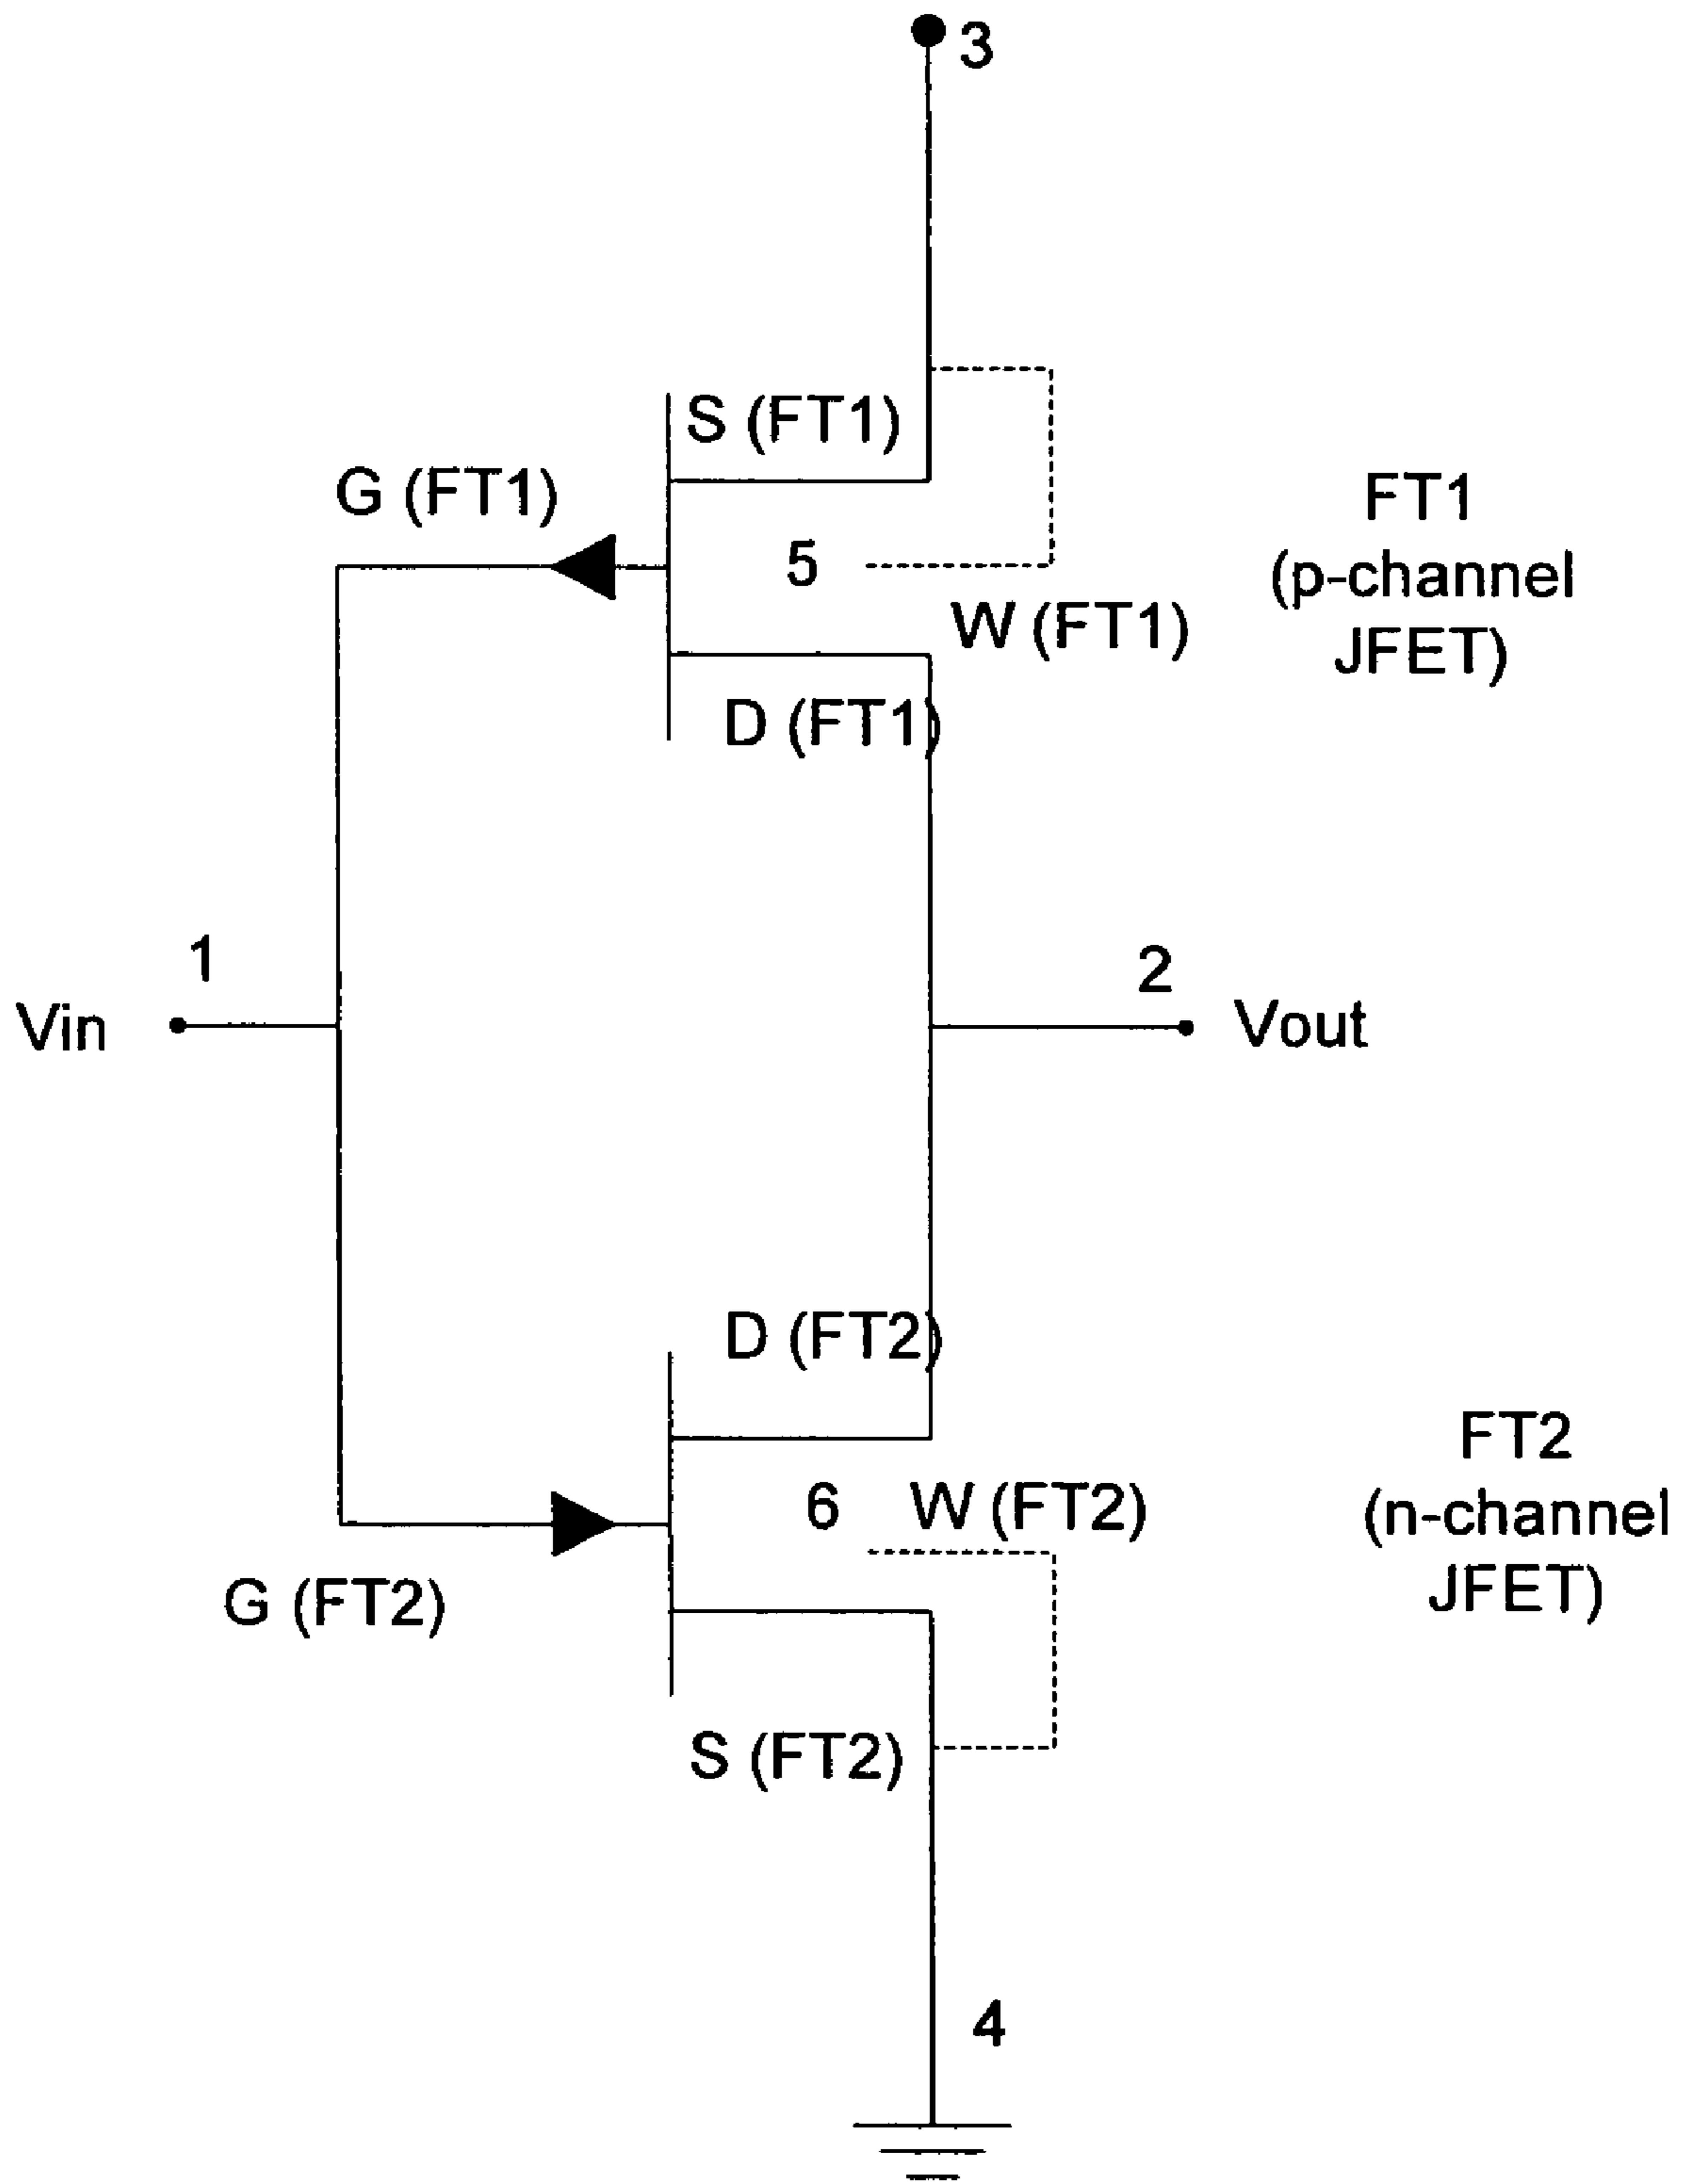 3
S (FT1)
G (FT1)
FT1
(p-channel
JFET)
5
W (FT1)
D (FT1)
1
Vin
2
Vout
D (FT2)
FT2
(n-channel
JFET)
6
W (FT2)
G (FT2)
S (FT2)
4